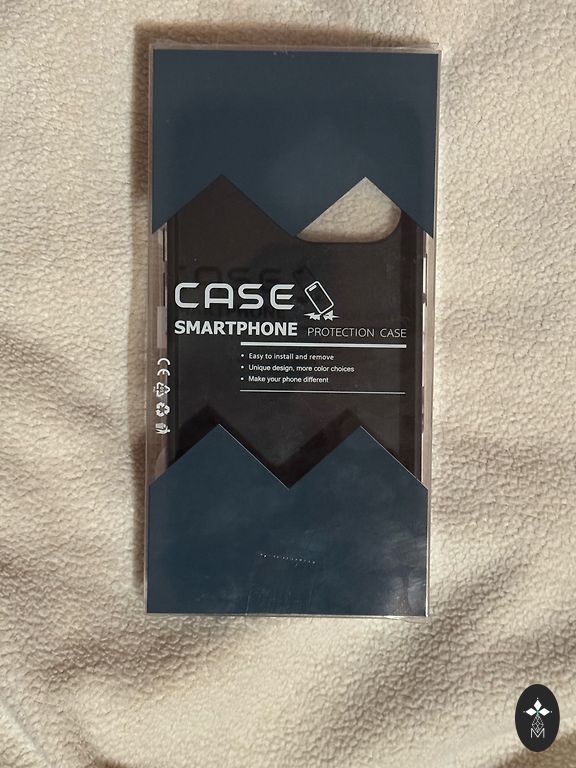 CASE
SMARTPHONE PROTECTION CASE
• Easy to install and remove
• Unique design, more color choices
• Make your phone different
CE
M